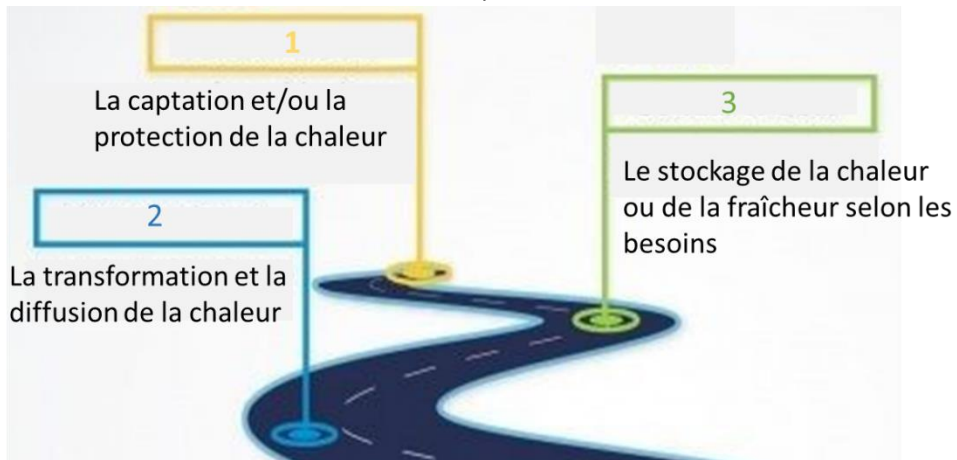 1
La captation et/ou la
protection de la chaleur
2
La transformation et la
diffusion de la chaleur
3
Le stockage de la chaleur
ou de la fraîcheur selon les
besoins